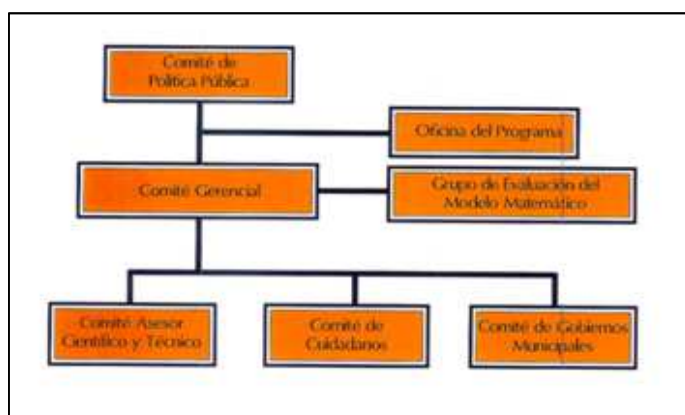 Comité de
Política Pública
Oficina del Programa
Comité Gerencial
Grupo de Evaluación del
Modelo Matemático
Comité Asesor
Científico y Técnico
Comité de
Cuidadanos
Comité de Gobiernos
Municipales